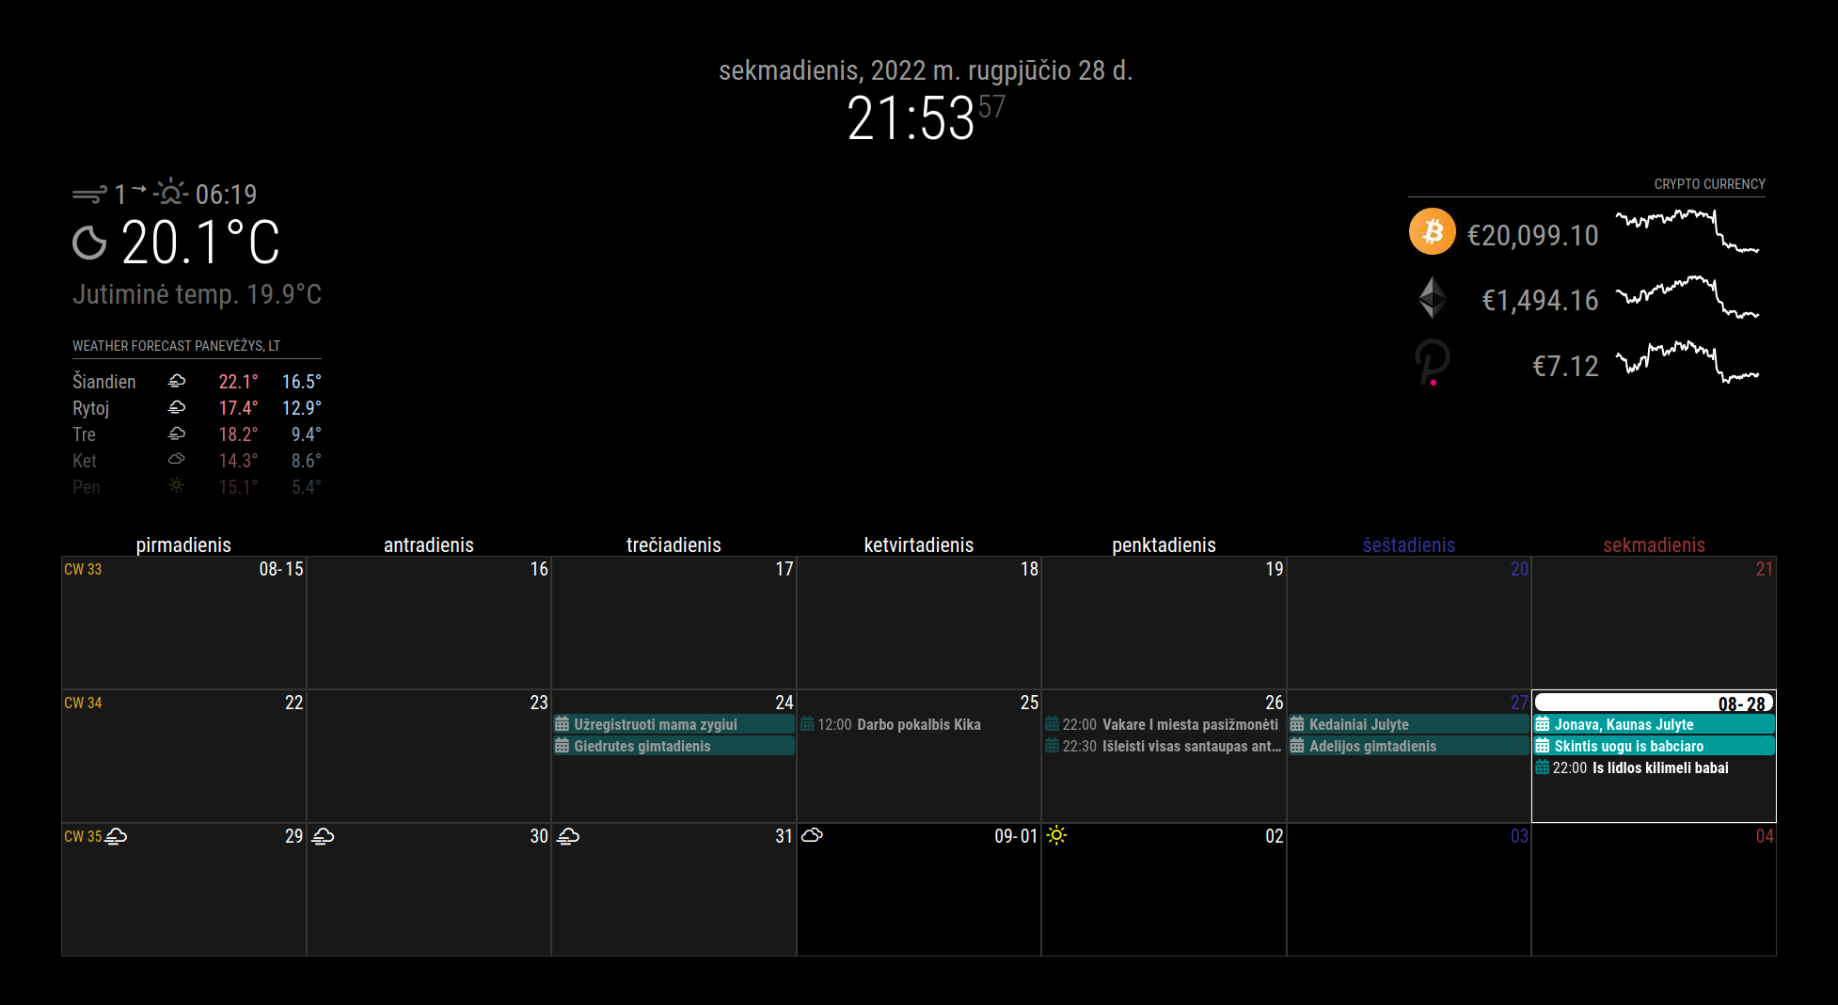 sekmadienis, 2022 m. rugpjūčio 28 d.
21:53 57
1 06:19
20.1°C
Jutiminė temp. 19.9°C
WEATHER FORECAST PANEVĖŽYS, LT
Šiandien 22.1° 16.5°
Rytoj 17.4° 12.9°
Tre 18.2° 9.4°
Ket 14.3° 8.6°
Pen 15.1° 5.4°
CRYPTO CURRENCY
€20,099.10
€1,494.16
€7.12
pirmadienis antradienis trečiadienis ketvirtadienis penktadienis šeštadienis sekmadienis
CW 33 08-15 16 17 18 19 20 21
CW 34 22 23 24 25 26 27 08-28
Užregistruoti mama zygiui
Giedrutes gimtadienis
12:00 Darbo pokalbis Kika
22:00 Vakare I miesta pasižmonėti
22:30 Išleisti visas santaupas ant...
Kedainiai Julyte
Adelijos gimtadienis
Jonava, Kaunas Julyte
Skintis uogu is babciaro
22:00 Is lidlos kilimeli babai
CW 35 29 30 31 09-01 02 03 04